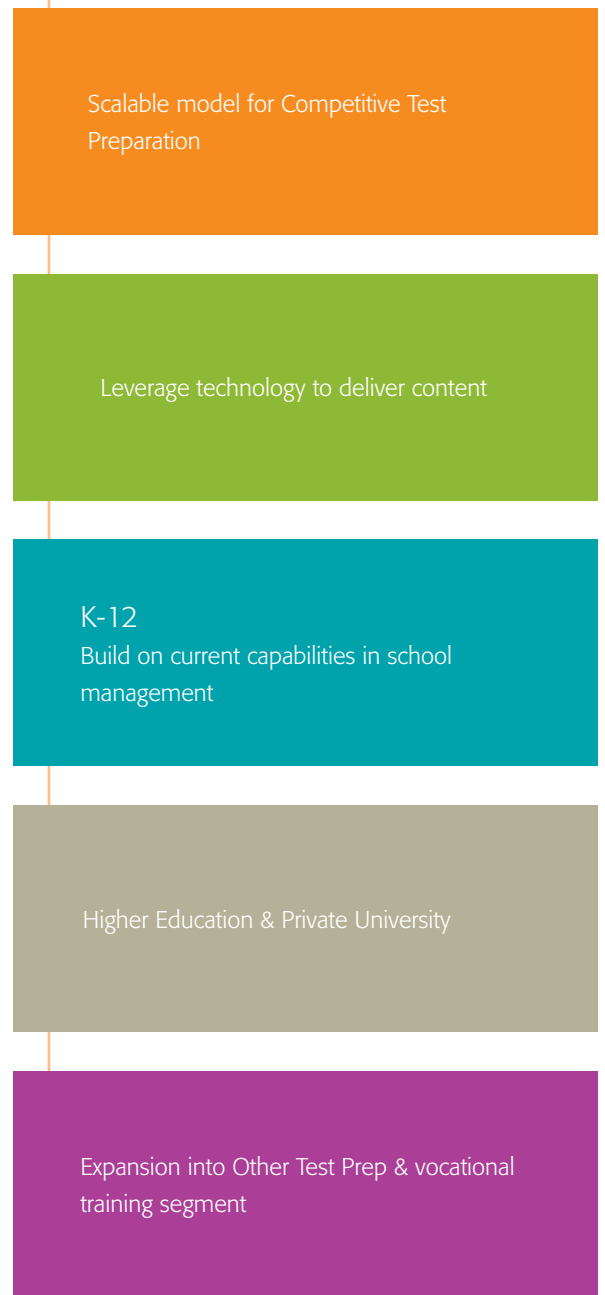 Scalable model for Competitive Test
Preparation
Leverage technology to deliver content
K-12
Build on current capabilities in school
management
Higher Education & Private University
Expansion into Other Test Prep & vocational
training segment